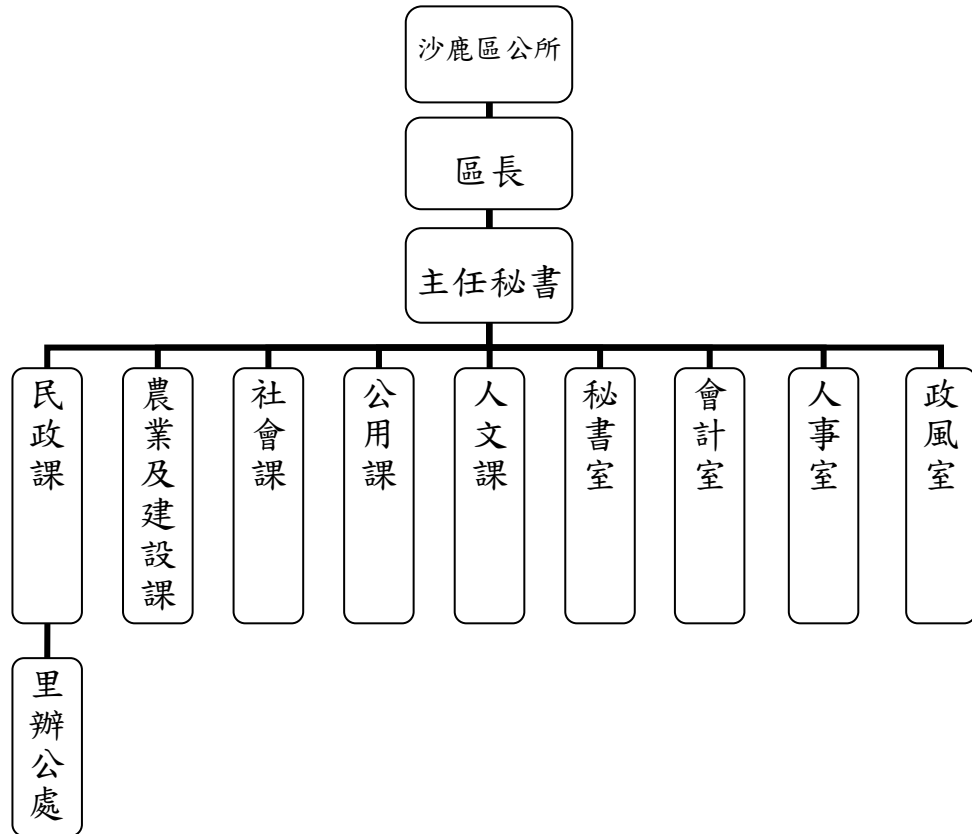 沙鹿區公所
區長
主任秘書
民政課
農業及建設課
社會課
公用課
人文課
秘書室
會計室
人事室
政風室
里辦公處